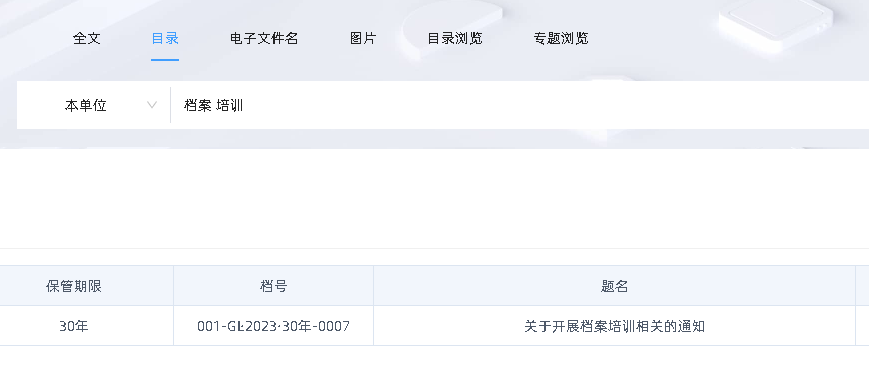 全文 目录 电子文件名 图片 目录浏览 专题浏览
本单位 档案 培训
保管期限 档号 题名
30年 001-GL·2023·30年-0007 关于开展档案培训相关的通知